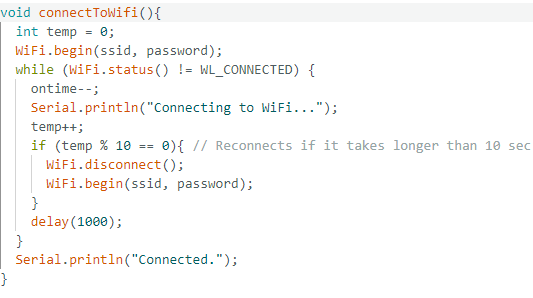 void connectToWifi(){
  int temp = 0;
  WiFi.begin(ssid, password);
  while (WiFi.status() != WL_CONNECTED) {
    ontime--;
    Serial.println("Connecting to WiFi...");
    temp++;
    if (temp % 10 == 0){ // Reconnects if it takes longer than 10 sec
      WiFi.disconnect();
      WiFi.begin(ssid, password);
    }
    delay(1000);
  }
  Serial.println("Connected.");
}